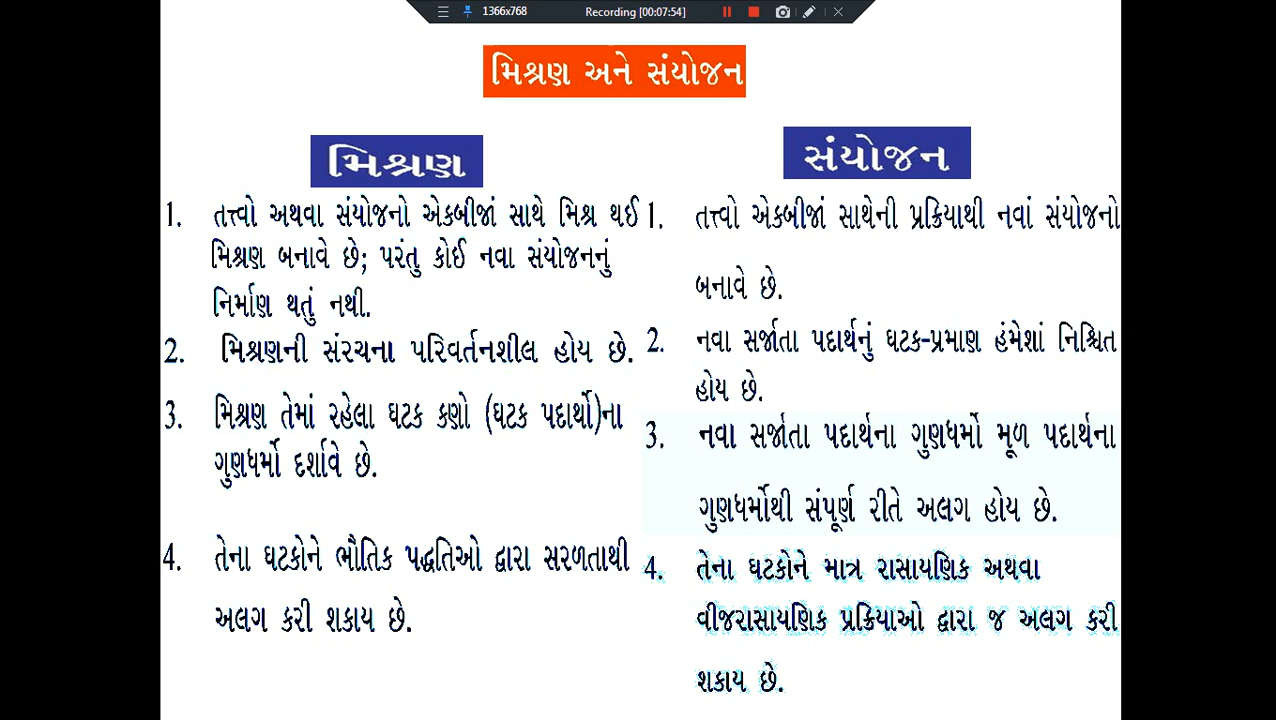 1366x768
Recording [00:07:54]
મિશ્રણ અને સંયોજન
મિશ્રણ
1. તત્ત્વો અથવા સંયોજનો એકબીજાં સાથે મિશ્ર થઈ
મિશ્રણ બનાવે છે; પરંતુ કોઈ નવા સંયોજનનું
નિર્માણ થતું નથી.
2. મિશ્રણની સંરચના પરિવર્તનશીલ હોય છે.
3. મિશ્રણ તેમાં રહેલા ઘટક કણો (ઘટક પદાર્થો)ના
ગુણધર્મો દર્શાવે છે.
4. તેના ઘટકોને ભૌતિક પદ્ધતિઓ દ્વારા સરળતાથી
અલગ કરી શકાય છે.
સંયોજન
1. તત્ત્વો એકબીજાં સાથેની પ્રક્રિયાથી નવાં સંયોજનો
બનાવે છે.
2. નવા સર્જાતા પદાર્થનું ઘટક-પ્રમાણ હંમેશાં નિશ્ચિત
હોય છે.
3. નવા સર્જાતા પદાર્થના ગુણધર્મો મૂળ પદાર્થના
ગુણધર્મોથી સંપૂર્ણ રીતે અલગ હોય છે.
4. તેના ઘટકોને માત્ર રાસાયણિક અથવા
વીજરાસાયણિક પ્રક્રિયાઓ દ્વારા જ અલગ કરી
શકાય છે.